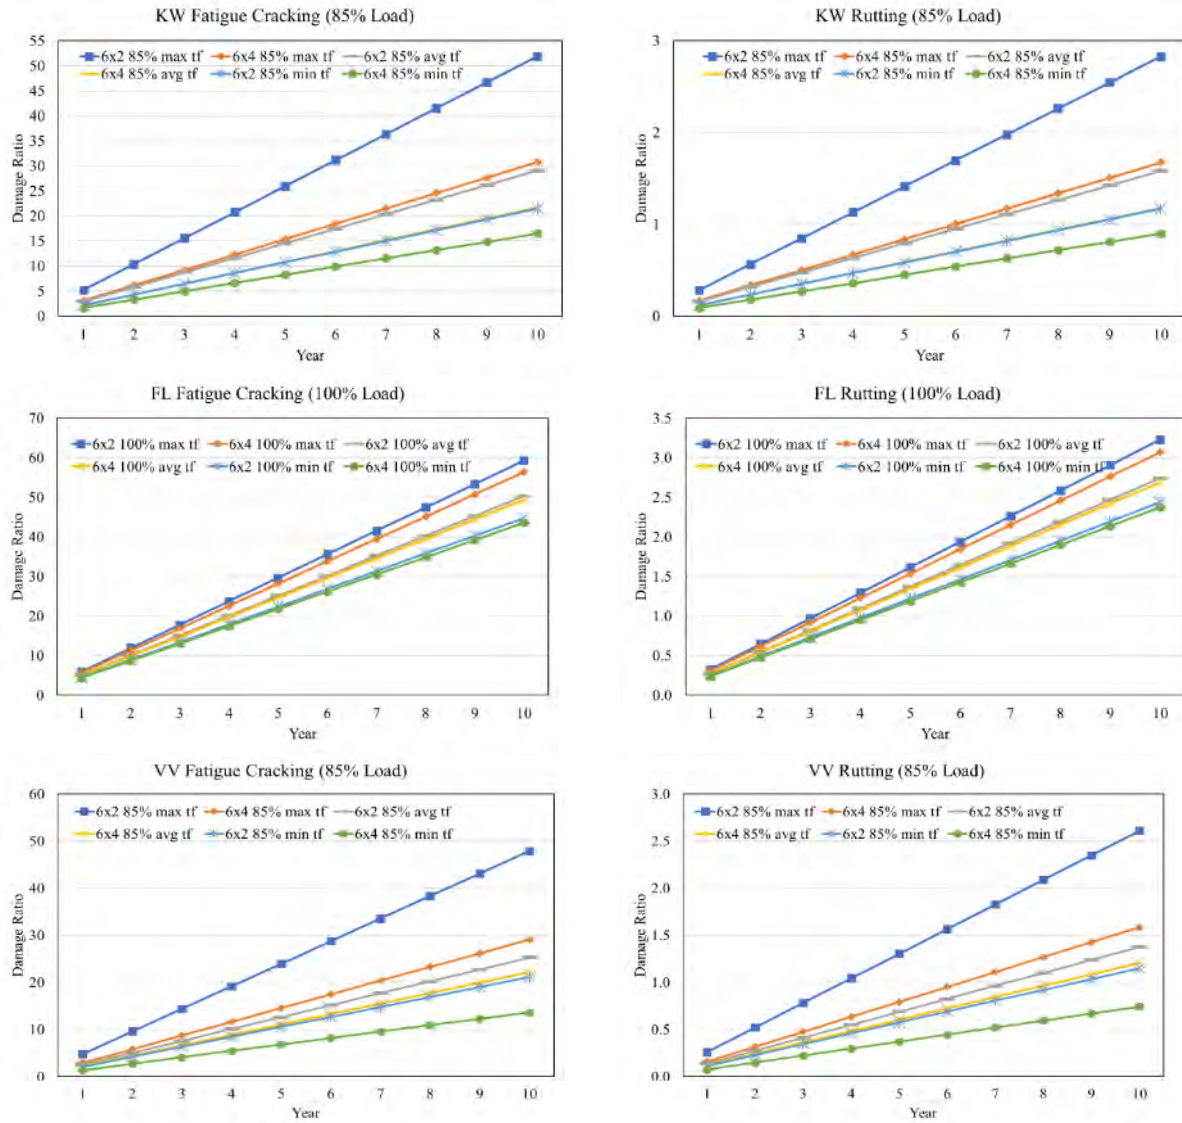 KW Fatigue Cracking (85% Load)
55
50
45
40
35
30
25
20
15
10
5
0
Damage Ratio
6x2 85% max tf 6x4 85% max tf 6x2 85% avg tf
6x4 85% avg tf 6x2 85% min tf 6x4 85% min tf
1 2 3 4 5 6 7 8 9 10
Year
KW Rutting (85% Load)
3
2
1
0
Damage Ratio
6x2 85% max tf 6x4 85% max tf 6x2 85% avg tf
6x4 85% avg tf 6x2 85% min tf 6x4 85% min tf
1 2 3 4 5 6 7 8 9 10
Year
FL Fatigue Cracking (100% Load)
70
60
50
40
30
20
10
0
Damage Ratio
6x2 100% max tf 6x4 100% max tf 6x2 100% avg tf
6x4 100% avg tf 6x2 100% min tf 6x4 100% min tf
1 2 3 4 5 6 7 8 9 10
Year
FL Rutting (100% Load)
3.5
3.0
2.5
2.0
1.5
1.0
0.5
0.0
Damage Ratio
6x2 100% max tf 6x4 100% max tf 6x2 100% avg tf
6x4 100% avg tf 6x2 100% min tf 6x4 100% min tf
1 2 3 4 5 6 7 8 9 10
Year
VV Fatigue Cracking (85% Load)
60
50
40
30
20
10
0
Damage Ratio
6x2 85% max tf 6x4 85% max tf 6x2 85% avg tf
6x4 85% avg tf 6x2 85% min tf 6x4 85% min tf
1 2 3 4 5 6 7 8 9 10
Year
VV Rutting (85% Load)
3.0
2.5
2.0
1.5
1.0
0.5
0.0
Damage Ratio
6x2 85% max tf 6x4 85% max tf 6x2 85% avg tf
6x4 85% avg tf 6x2 85% min tf 6x4 85% min tf
1 2 3 4 5 6 7 8 9 10
Year